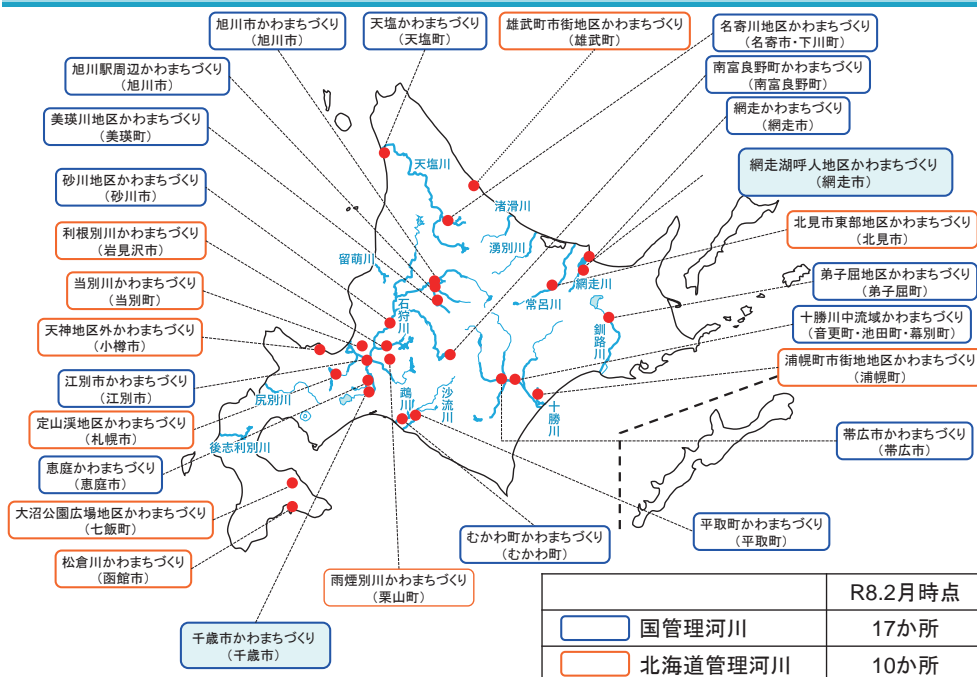 旭川市かわまちづくり
(旭川市)
天塩かわまちづくり
(天塩町)
雄武町市街地区かわまちづくり
(雄武町)
名寄川地区かわまちづくり
(名寄市・下川町)
旭川駅周辺かわまちづくり
(旭川市)
南富良野町かわまちづくり
(南富良野町)
美瑛川地区かわまちづくり
(美瑛町)
網走かわまちづくり
(網走市)
網走湖呼人地区かわまちづくり
(網走市)
砂川地区かわまちづくり
(砂川市)
北見市東部地区かわまちづくり
(北見市)
利根別川かわまちづくり
(岩見沢市)
弟子屈地区かわまちづくり
(弟子屈町)
当別川かわまちづくり
(当別町)
十勝川中流域かわまちづくり
(音更町・池田町・幕別町)
天神地区外かわまちづくり
(小樽市)
浦幌町市街地地区かわまちづくり
(浦幌町)
江別市かわまちづくり
(江別市)
定山渓地区かわまちづくり
(札幌市)
帯広市かわまちづくり
(帯広市)
恵庭かわまちづくり
(恵庭市)
大沼公園広場地区かわまちづくり
(七飯町)
平取町かわまちづくり
(平取町)
むかわ町かわまちづくり
(むかわ町)
松倉川かわまちづくり
(函館市)
雨煙別川かわまちづくり
(栗山町)
千歳市かわまちづくり
(千歳市)
天塩川
渚滑川
湧別川
留萌川
常呂川
網走川
石狩川
釧路川
尻別川
鵡川
沙流川
十勝川
後志利別川
R8.2月時点
国管理河川 17か所
北海道管理河川 10か所